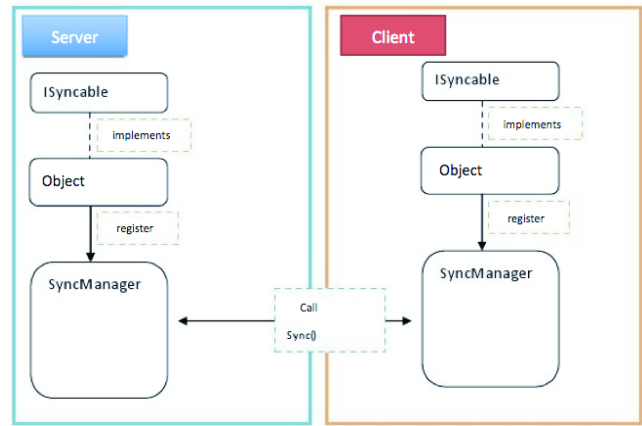 Server
ISyncable
implements
Object
register
SyncManager
Call
Sync()
Client
ISyncable
implements
Object
register
SyncManager